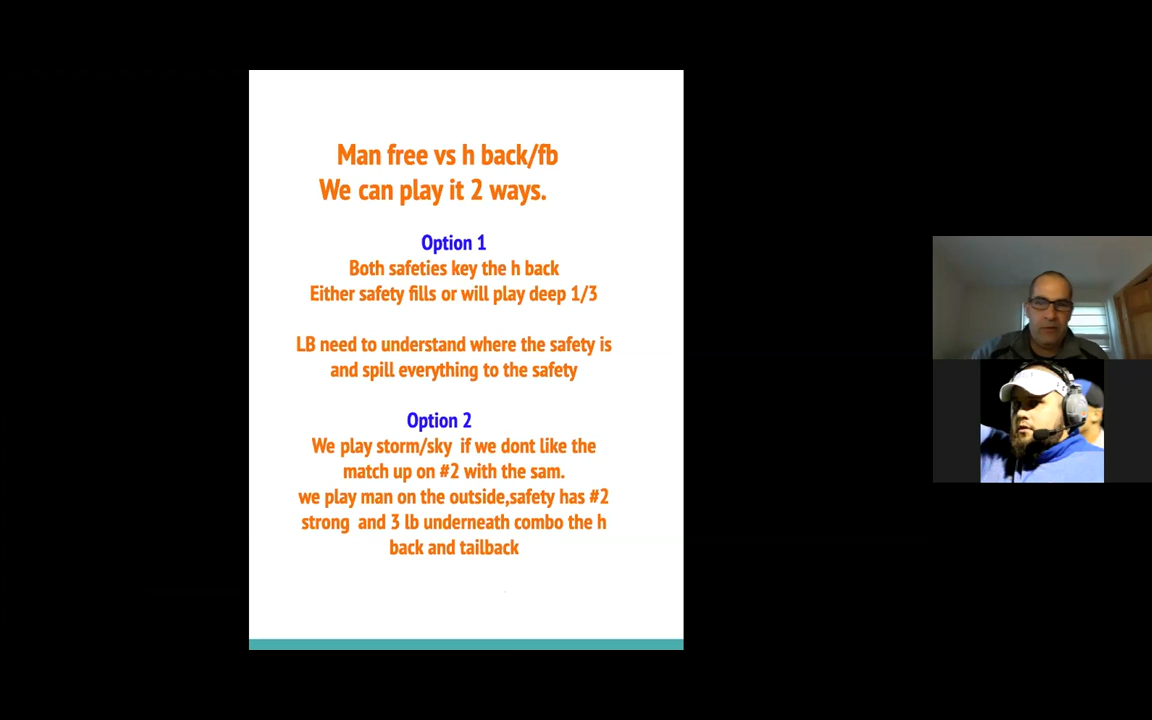 Man free vs h back/fb
We can play it 2 ways.
Option 1
Both safeties key the h back
Either safety fills or will play deep 1/3
LB need to understand where the safety is
and spill everything to the safety
Option 2
We play storm/sky if we dont like the
match up on #2 with the sam.
we play man on the outside,safety has #2
strong and 3 lb underneath combo the h
back and tailback